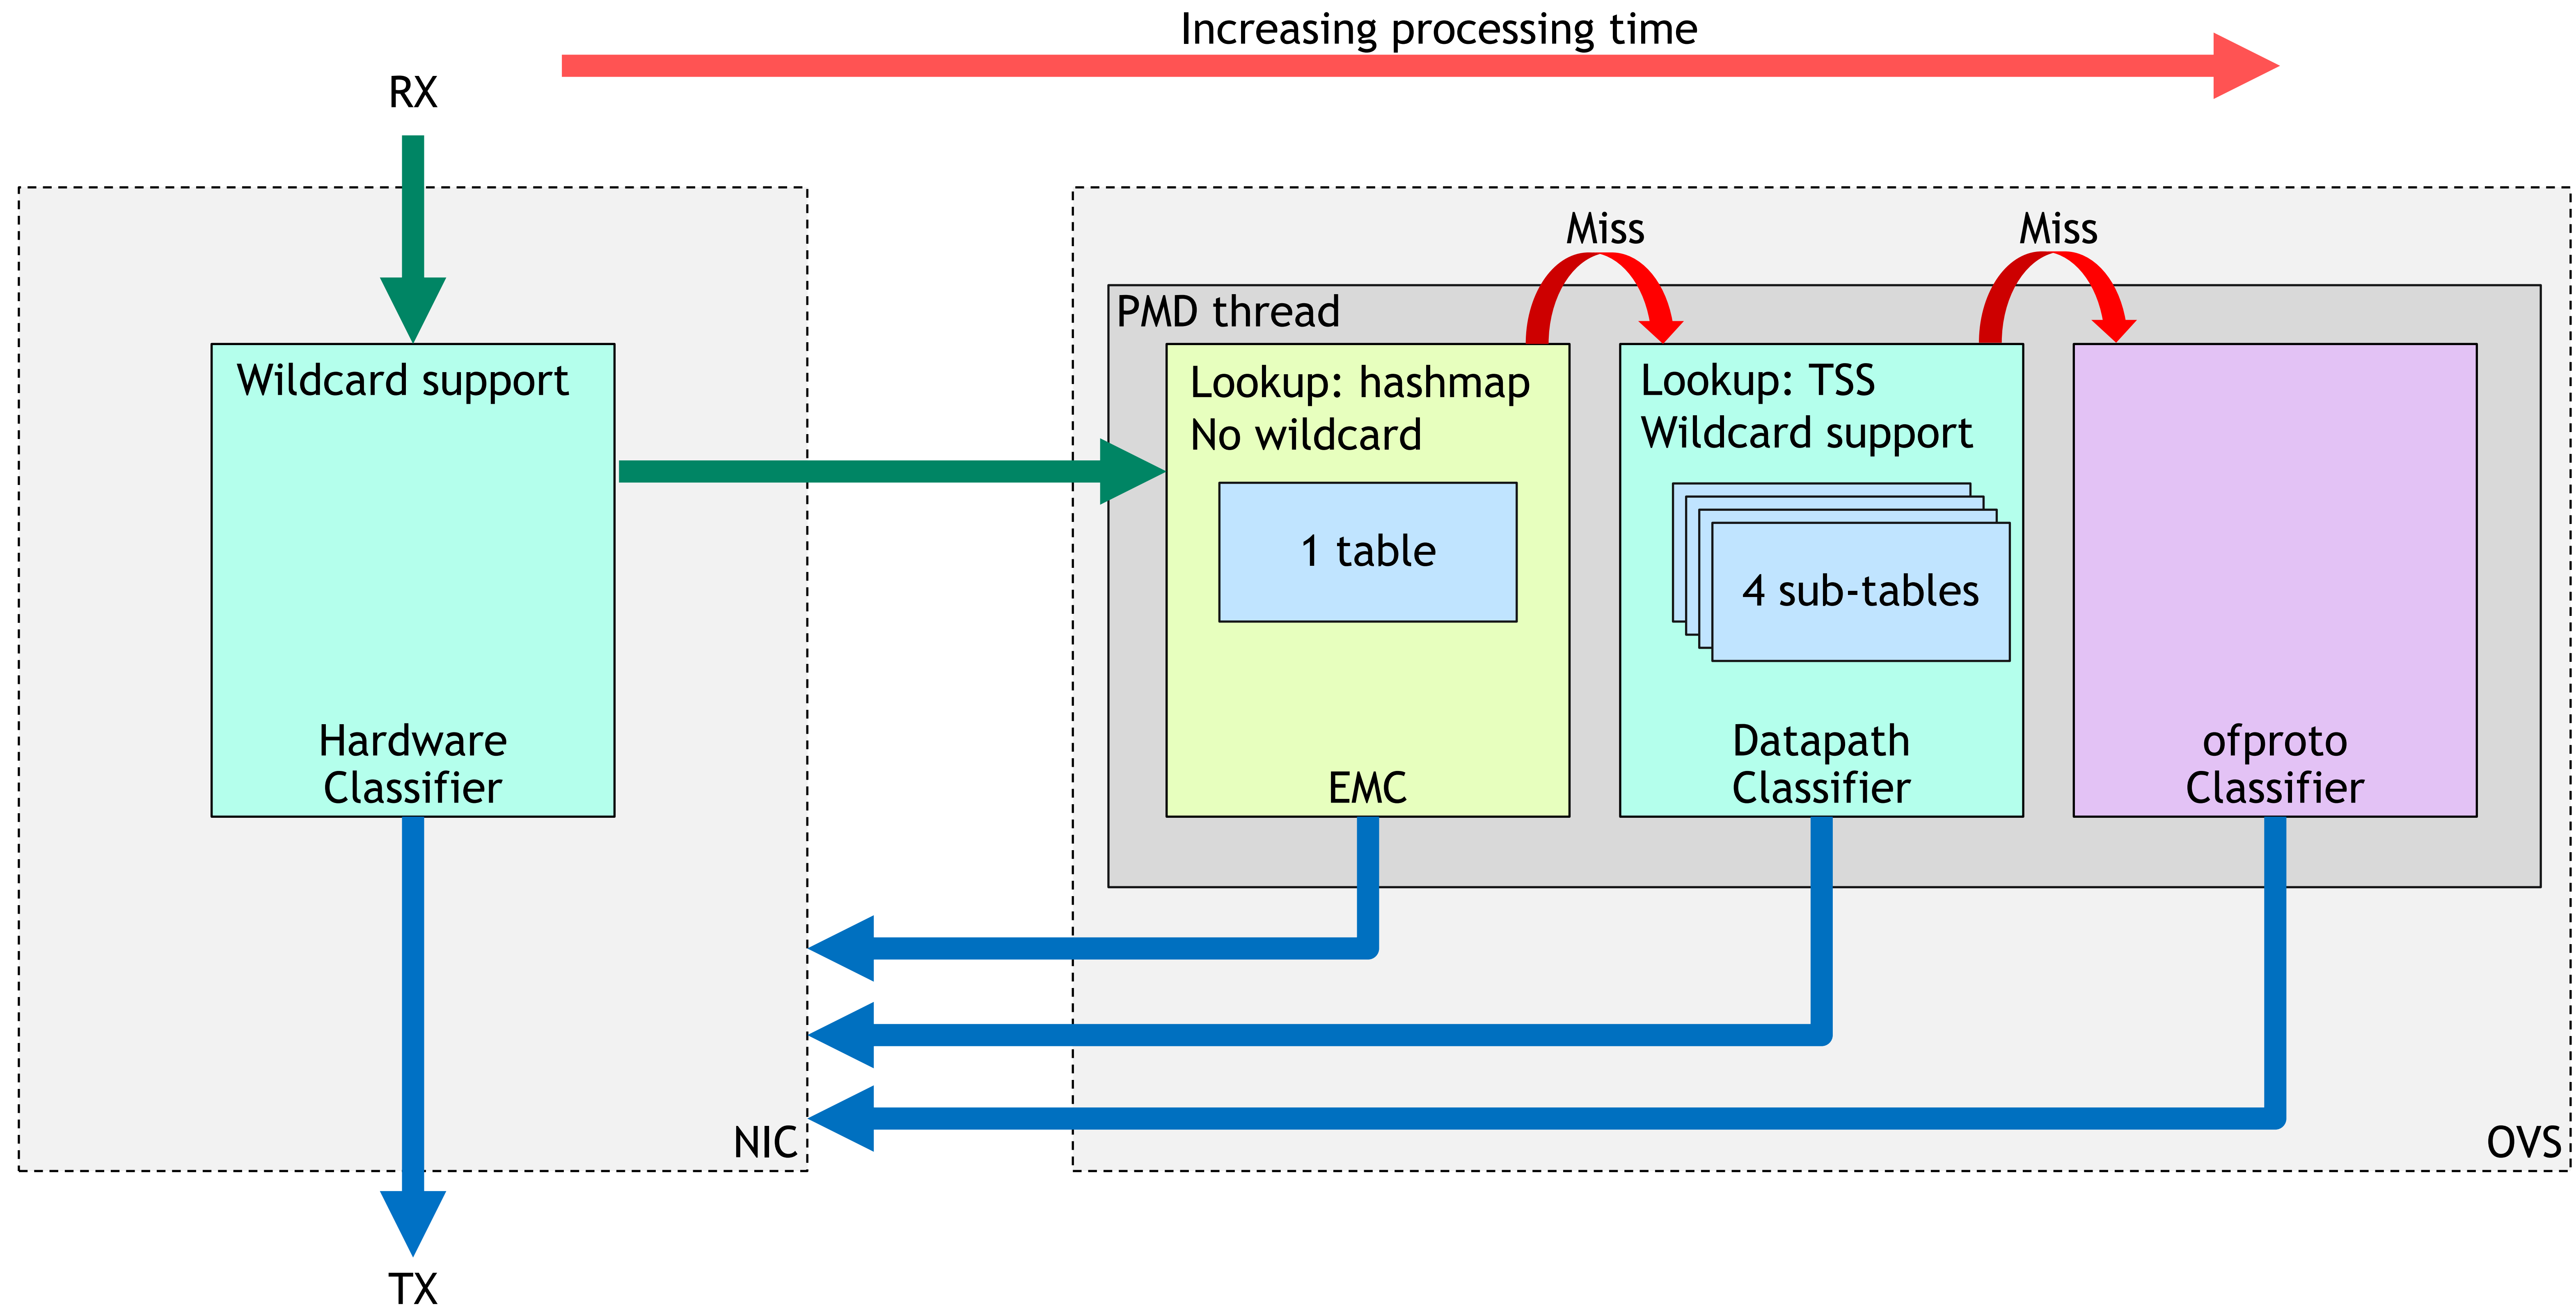 Increasing processing time
RX
Miss
Miss
PMD thread
Wildcard support
Hardware
Classifier
Lookup: hashmap
No wildcard
1 table
EMC
Lookup: TSS
Wildcard support
4 sub-tables
Datapath
Classifier
ofproto
Classifier
NIC
OVS
TX